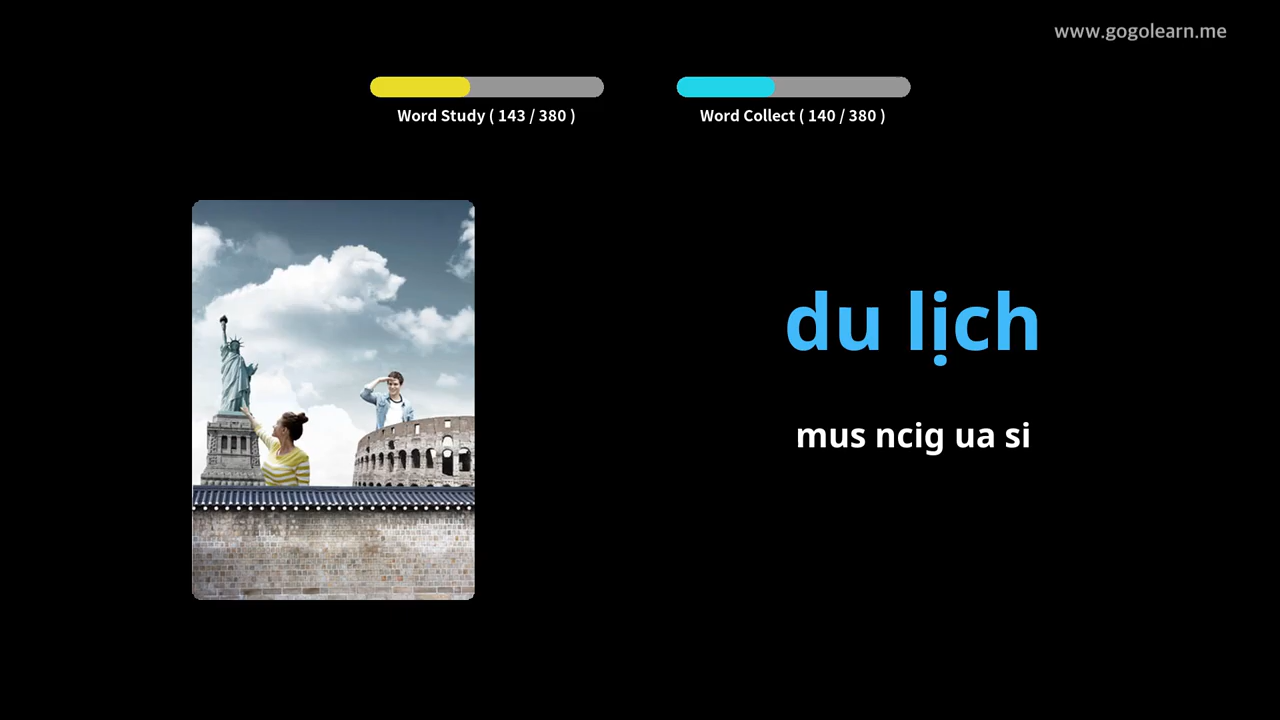 www.gogolearn.me
Word Study ( 143 / 380 )
Word Collect ( 140 / 380 )
du lịch
mus ncig ua si